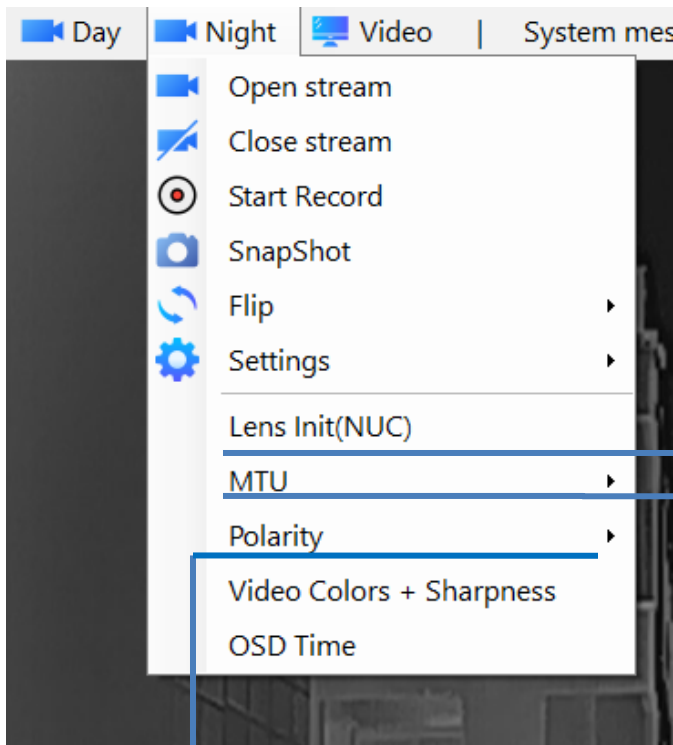 Day Night Video | System mes
Open stream
Close stream
Start Record
SnapShot
Flip
Settings
Lens Init(NUC)
MTU
Polarity
Video Colors + Sharpness
OSD Time